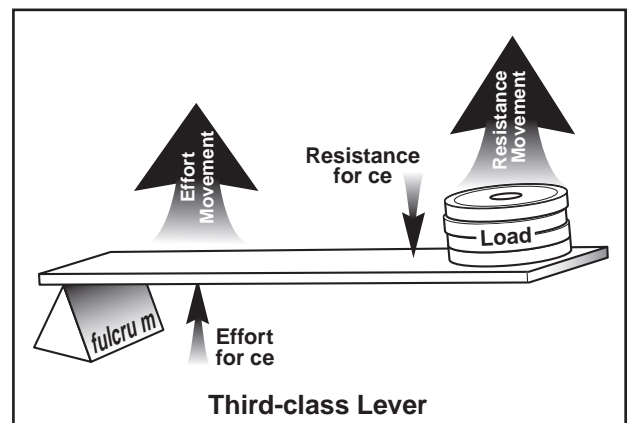 Effort
Movement
Resistance
Movement
Resistance
for ce
Load
fulcru m
Effort
for ce
Third-class Lever